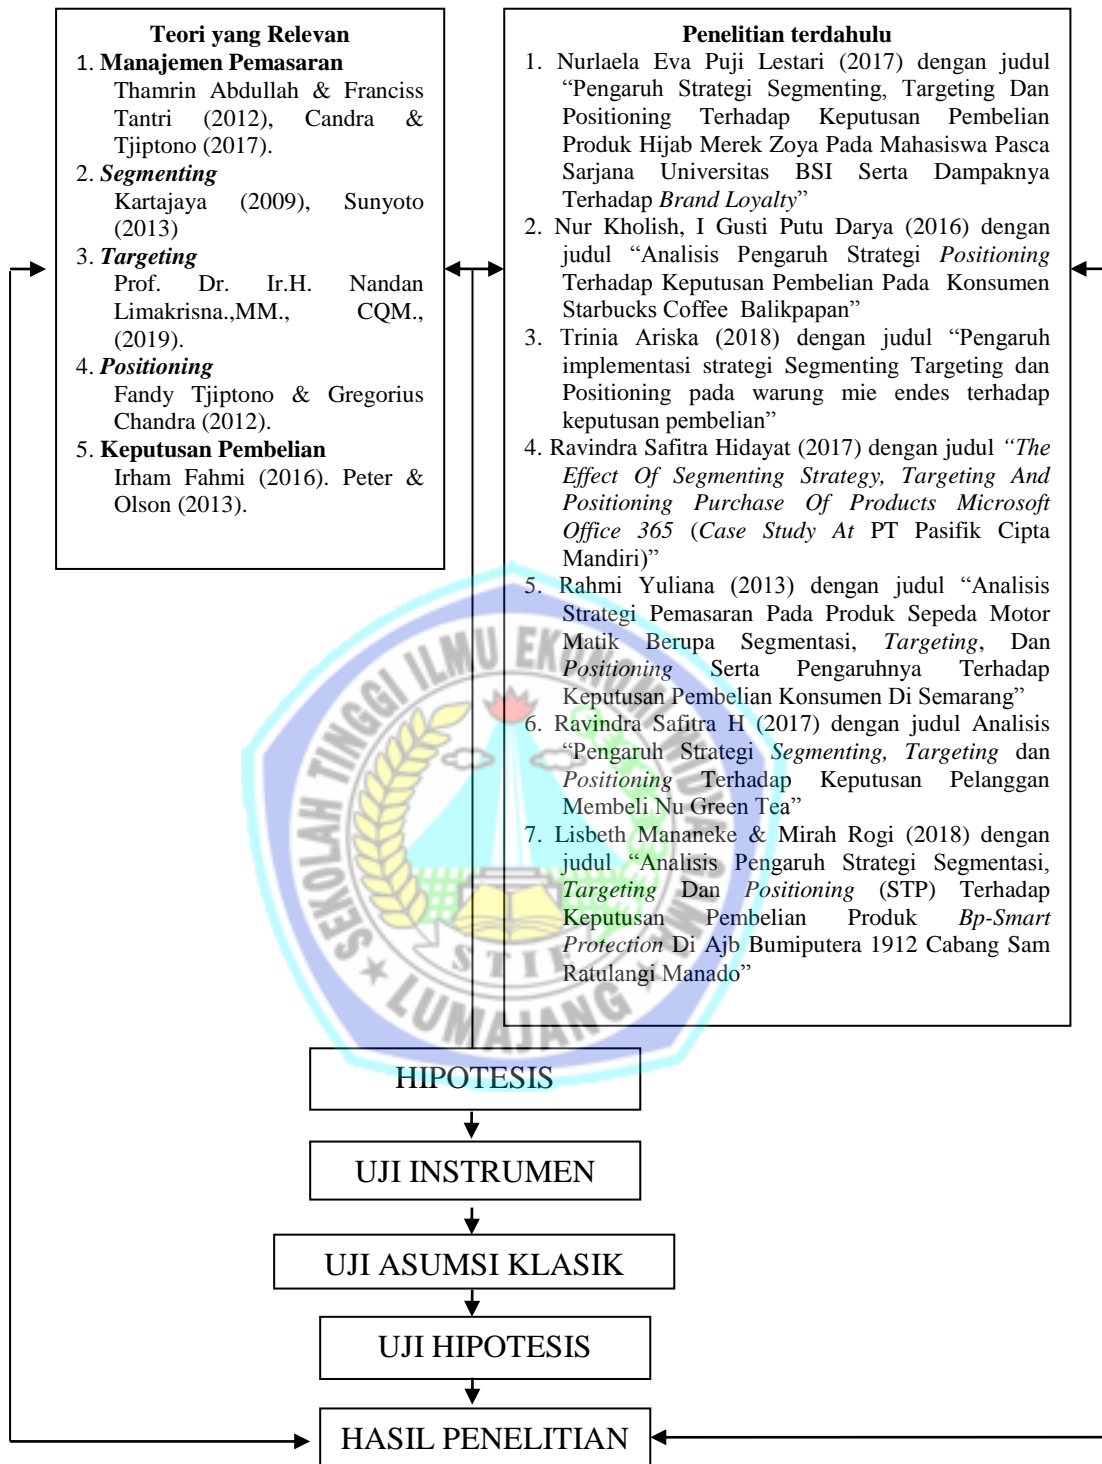 Teori yang Relevan
1. Manajemen Pemasaran
Thamrin Abdullah & Franciss
Tantri (2012), Candra &
Tjiptono (2017).
2. Segmenting
Kartajaya (2009), Sunyoto
(2013)
3. Targeting
Prof. Dr. Ir.H. Nandan
Limakrisna.,MM., CQM.,
(2019).
4. Positioning
Fandy Tjiptono & Gregorius
Chandra (2012).
5. Keputusan Pembelian
Irham Fahmi (2016). Peter &
Olson (2013).
Penelitian terdahulu
1. Nurlaela Eva Puji Lestari (2017) dengan judul
“Pengaruh Strategi Segmenting, Targeting Dan
Positioning Terhadap Keputusan Pembelian
Produk Hijab Merek Zoya Pada Mahasiswa Pasca
Sarjana Universitas BSI Serta Dampaknya
Terhadap Brand Loyalty”
2. Nur Kholish, I Gusti Putu Darya (2016) dengan
judul “Analisis Pengaruh Strategi Positioning
Terhadap Keputusan Pembelian Pada Konsumen
Starbucks Coffee Balikpapan”
3. Trinia Ariska (2018) dengan judul “Pengaruh
implementasi strategi Segmenting Targeting dan
Positioning pada warung mie endes terhadap
keputusan pembelian”
4. Ravindra Safitra Hidayat (2017) dengan judul “The
Effect Of Segmenting Strategy, Targeting And
Positioning Purchase Of Products Microsoft
Office 365 (Case Study At PT Pasifik Cipta
Mandiri)”
5. Rahmi Yuliana (2013) dengan judul “Analisis
Strategi Pemasaran Pada Produk Sepeda Motor
Matik Berupa Segmentasi, Targeting, Dan
Positioning Serta Pengaruhnya Terhadap
Keputusan Pembelian Konsumen Di Semarang”
6. Ravindra Safitra H (2017) dengan judul Analisis
“Pengaruh Strategi Segmenting, Targeting dan
Positioning Terhadap Keputusan Pelanggan
Membeli Nu Green Tea”
7. Lisbeth Mananeke & Mirah Rogi (2018) dengan
judul “Analisis Pengaruh Strategi Segmentasi,
Targeting Dan Positioning (STP) Terhadap
Keputusan Pembelian Produk Bp-Smart
Protection Di Ajb Bumiputera 1912 Cabang Sam
Ratulangi Manado”
SEKOLAH TINGGI ILMU EKONOMI
STIE
LUMAJANG
HIPOTESIS
UJI INSTRUMEN
UJI ASUMSI KLASIK
UJI HIPOTESIS
HASIL PENELITIAN